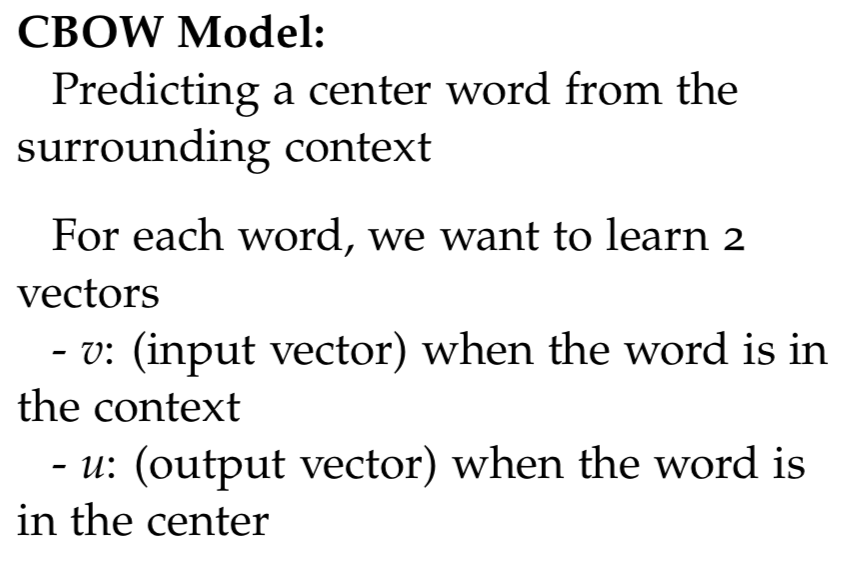 CBOW Model:
Predicting a center word from the
surrounding context
For each word, we want to learn 2
vectors
- v: (input vector) when the word is in
the context
- u: (output vector) when the word is
in the center